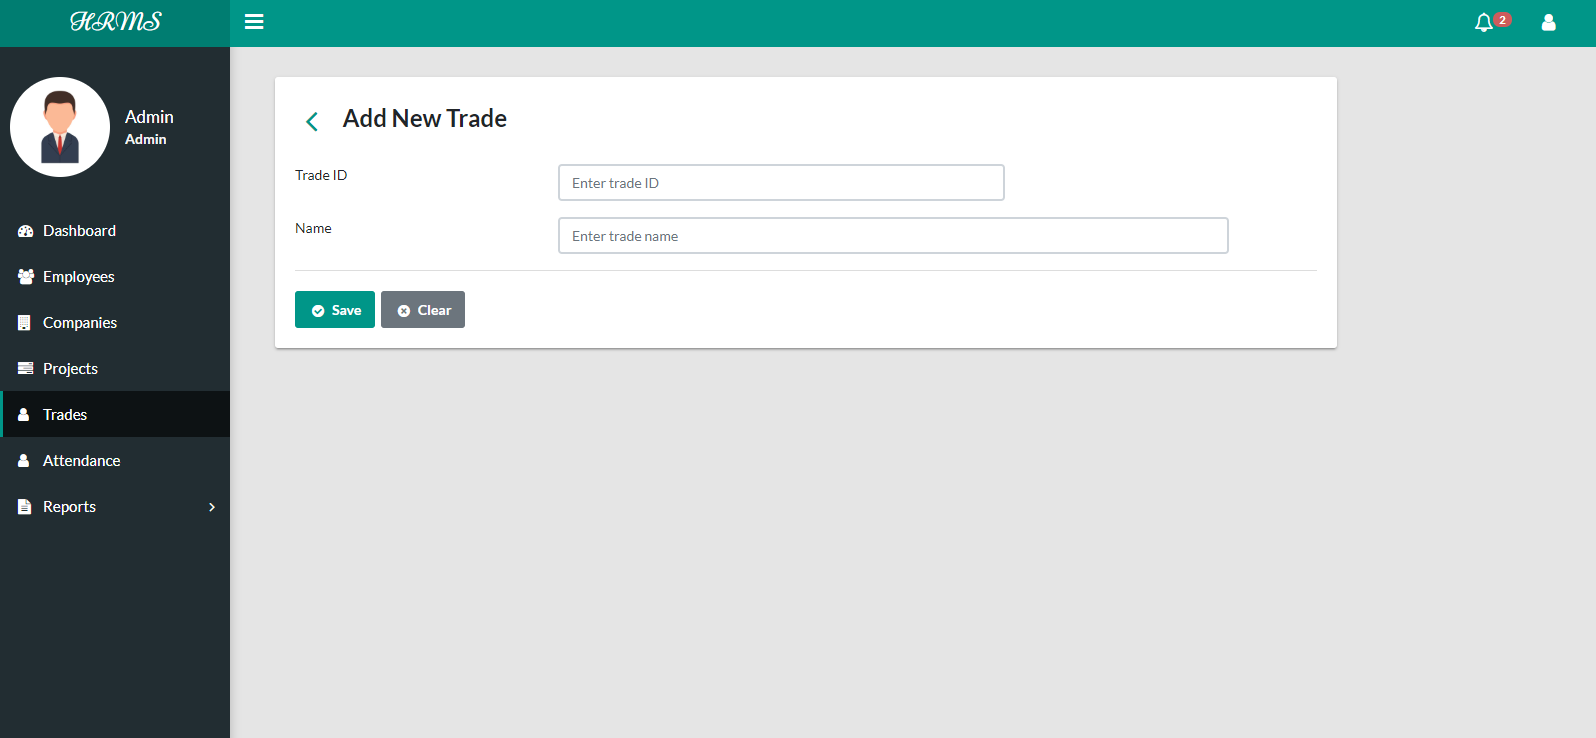 HRMS
2
Admin
Admin
Dashboard
Employees
Companies
Projects
Trades
Attendance
Reports
Add New Trade
Trade ID
Enter trade ID
Name
Enter trade name
Save
Clear